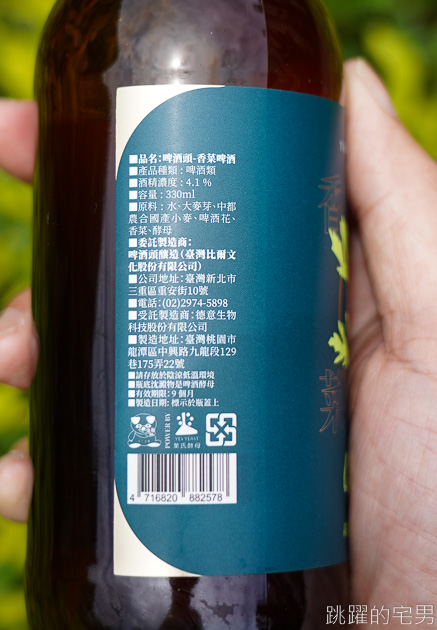 ■品名:啤酒頭-香菜啤酒
■產品種類:啤酒類
■酒精濃度:4.1 %
■容量:330ml
■原料:水、大麥芽、中都
農合國產小麥、啤酒花、
香菜、酵母
■委託製造商:
啤酒頭釀造(臺灣比爾文
化股份有限公司)
■公司地址:臺灣新北市
三重區重安街10號
■電話:(02)2974-5898
■受託製造商:德意生物
科技股份有限公司
■製造地址:臺灣桃園市
龍潭區中興路九龍段129
巷175弄22號
■請存放於陰涼低溫環境
■瓶底沈澱物是啤酒酵母
■有效期限:9個月
■製造日期:標示於瓶蓋上
POWER BY
YEh YEAST
葉氏酵母
4 716820 882578
香
菜
跳躍的宅男